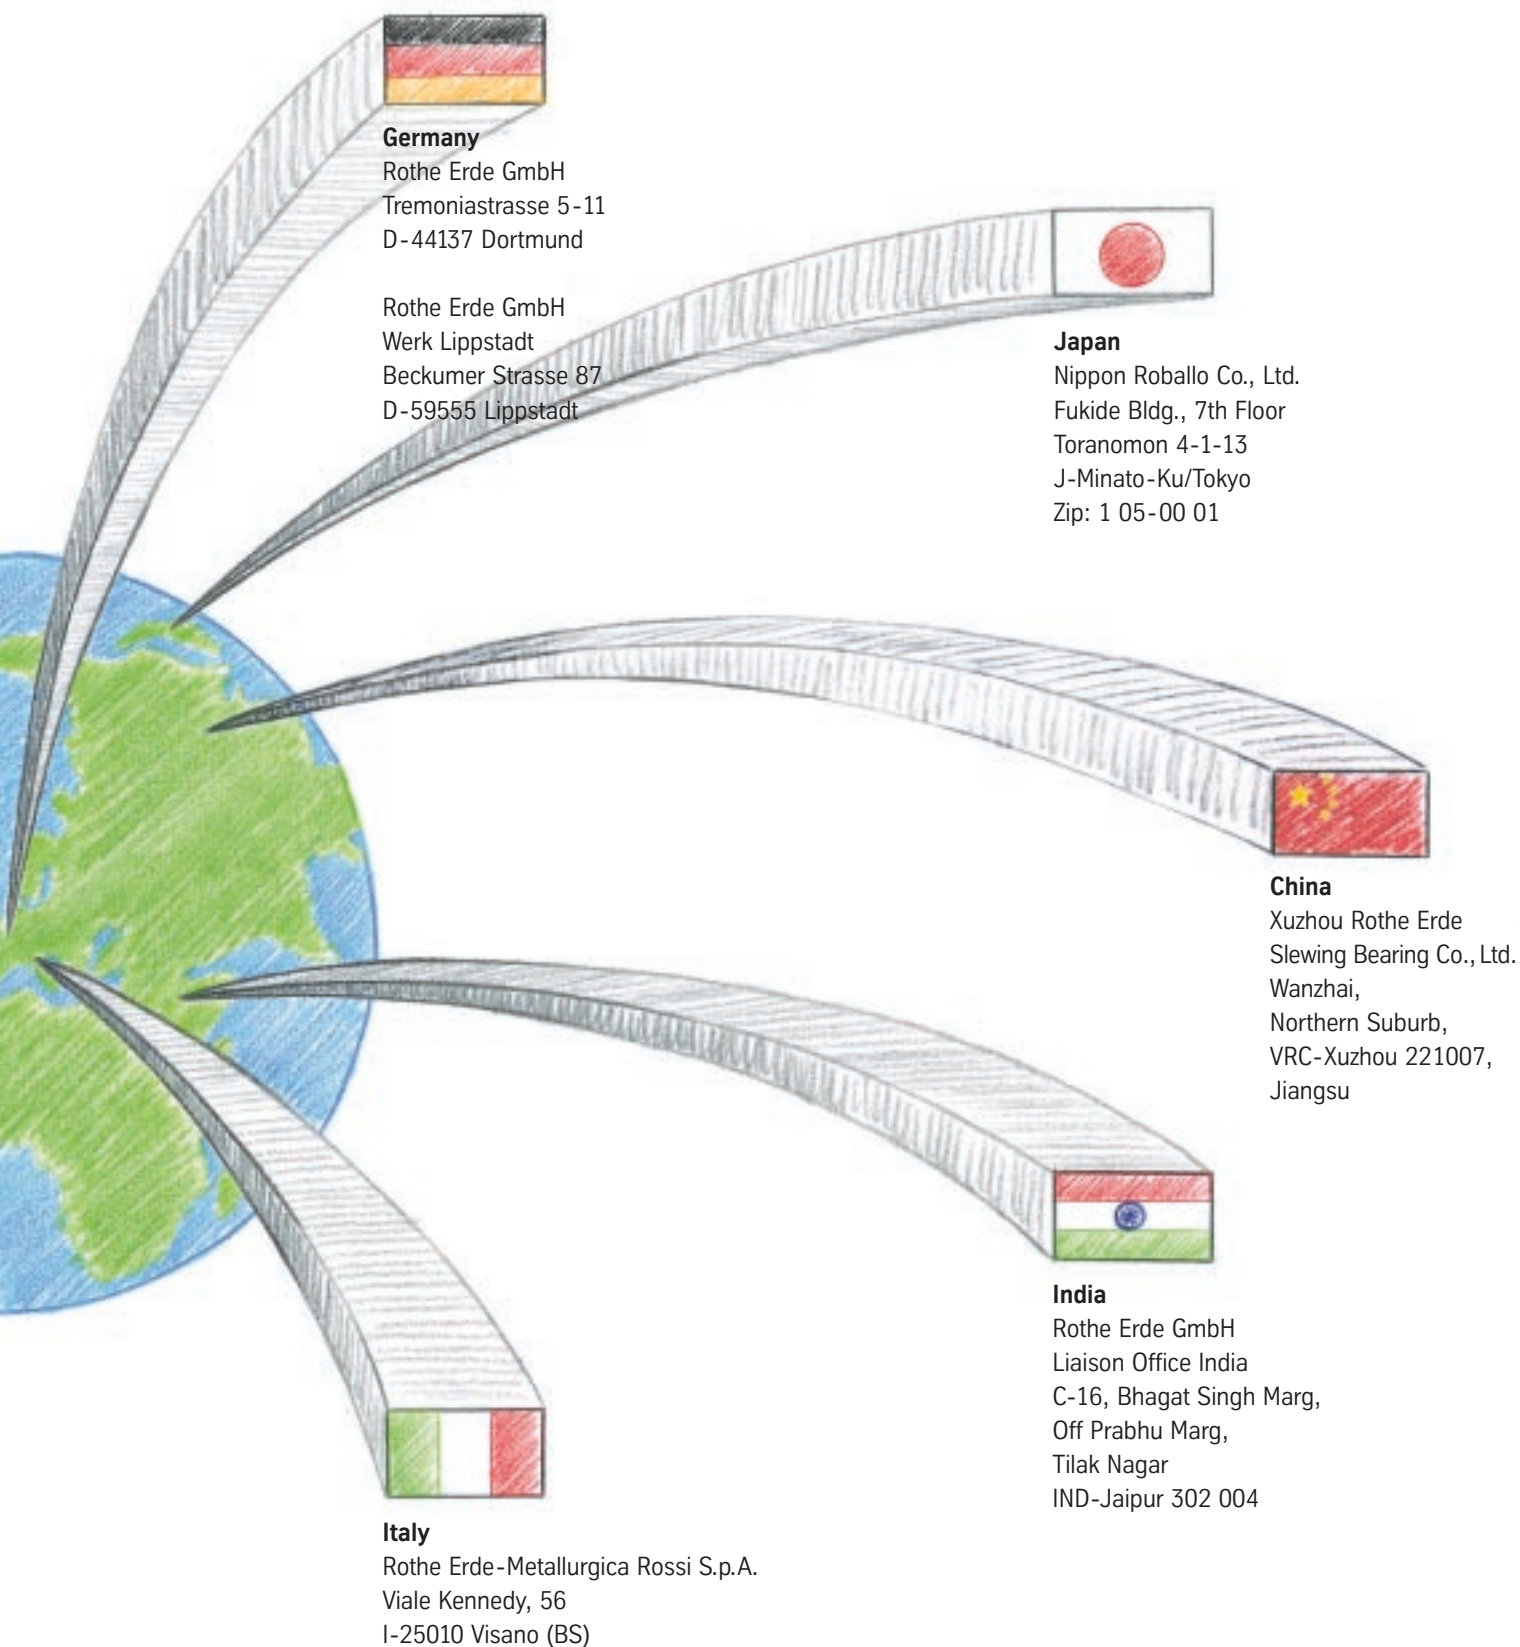 Germany
Rothe Erde GmbH
Tremoniastrasse 5-11
D-44137 Dortmund
Rothe Erde GmbH
Werk Lippstadt
Beckumer Strasse 87
D-59555 Lippstadt
Japan
Nippon Roballo Co., Ltd.
Fukide Bldg., 7th Floor
Toranomon 4-1-13
J-Minato-Ku/Tokyo
Zip: 1 05-00 01
China
Xuzhou Rothe Erde
Slewing Bearing Co., Ltd.
Wanzhai,
Northern Suburb,
VRC-Xuzhou 221007,
Jiangsu
India
Rothe Erde GmbH
Liaison Office India
C-16, Bhagat Singh Marg,
Off Prabhu Marg,
Tilak Nagar
IND-Jaipur 302 004
Italy
Rothe Erde-Metallurgica Rossi S.p.A.
Viale Kennedy, 56
I-25010 Visano (BS)